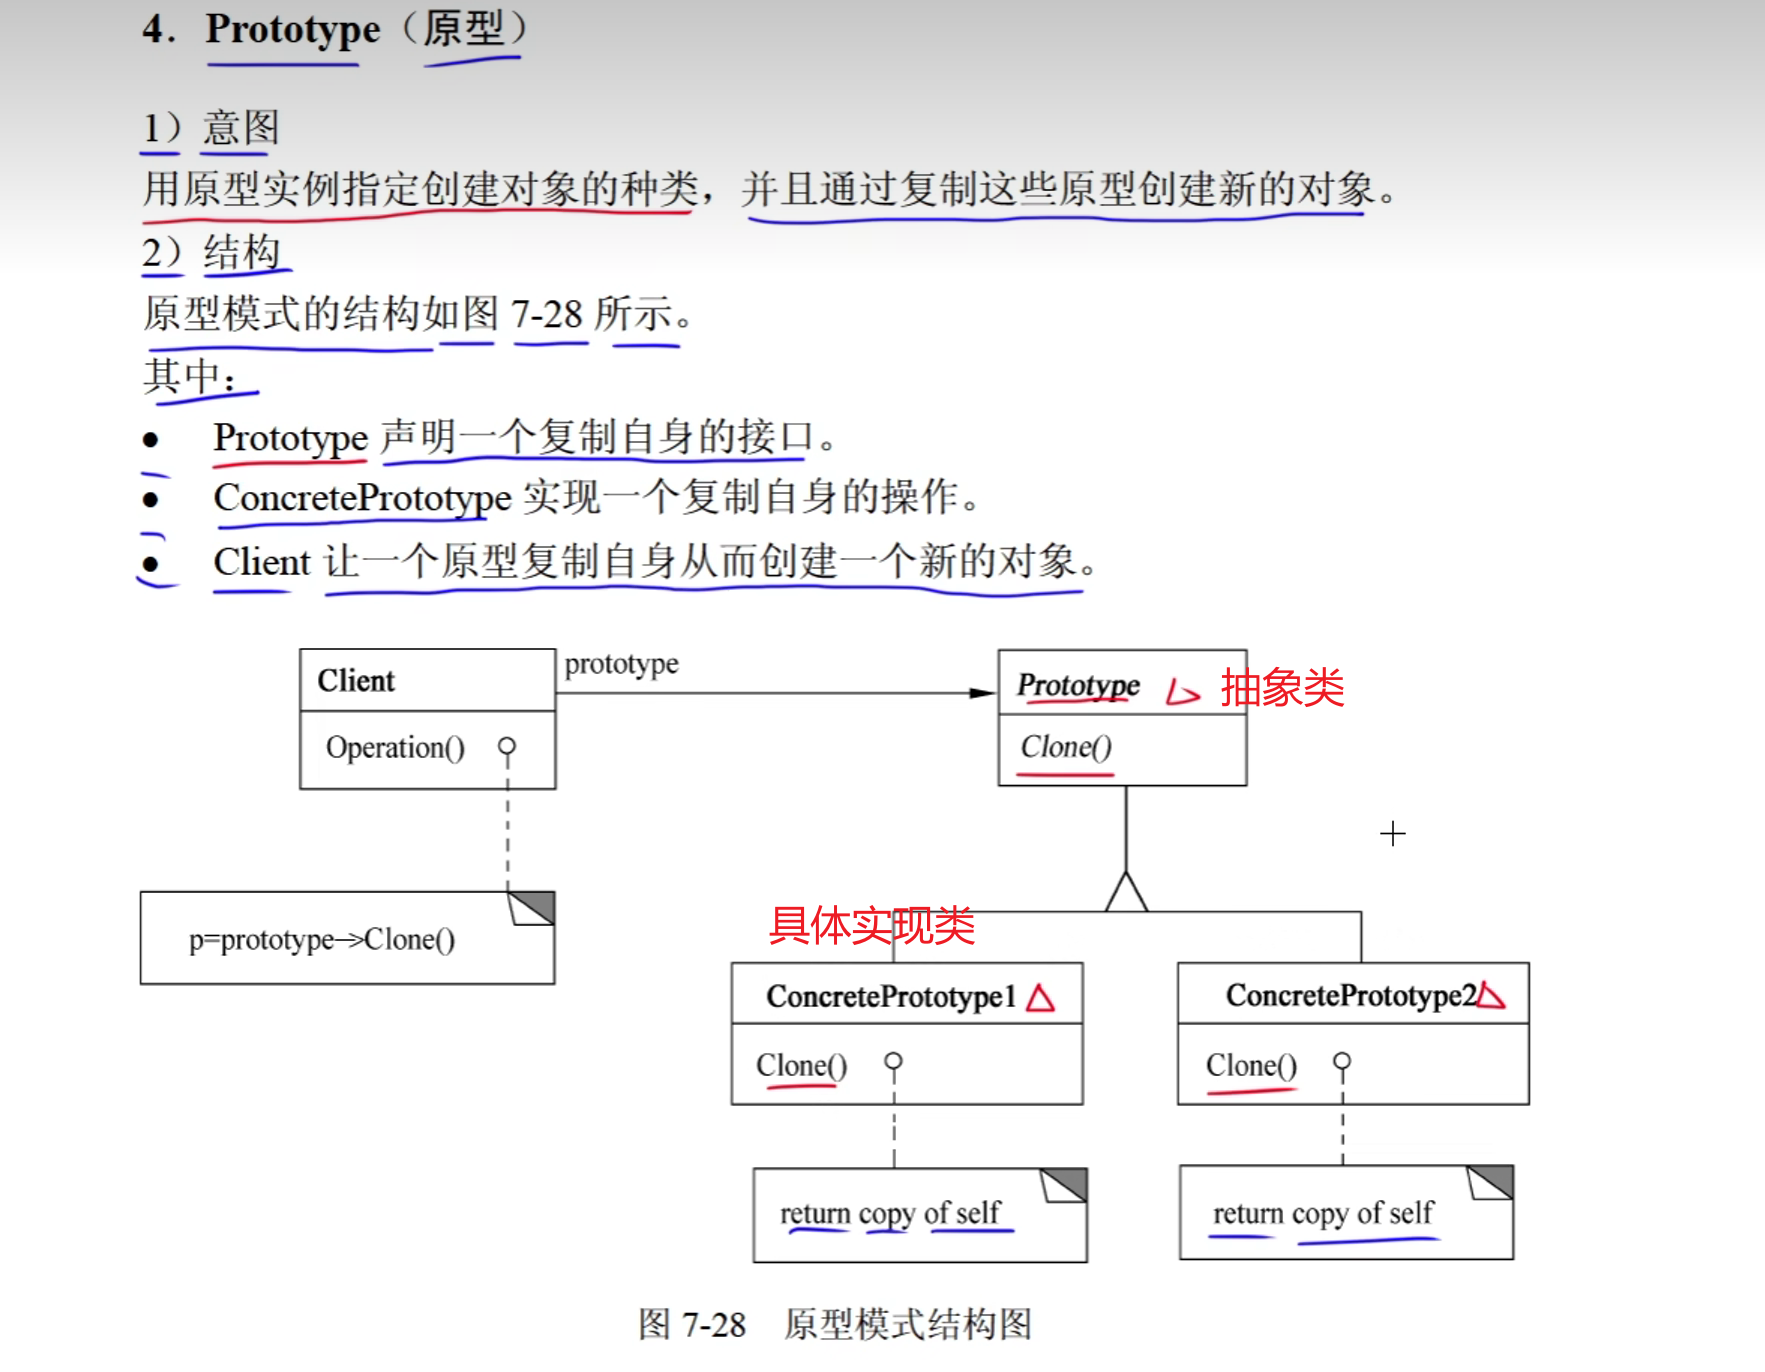 4. Prototype（原型）
1）意图
用原型实例指定创建对象的种类，并且通过复制这些原型创建新的对象。
2）结构
原型模式的结构如图 7-28 所示。
其中：
● Prototype 声明一个复制自身的接口。
● ConcretePrototype 实现一个复制自身的操作。
● Client 让一个原型复制自身从而创建一个新的对象。
Client
prototype
Prototype
抽象类
Operation()
Clone()
p=prototype->Clone()
具体实现类
ConcretePrototype1
ConcretePrototype2
Clone()
Clone()
return copy of self
return copy of self
图 7-28 原型模式结构图